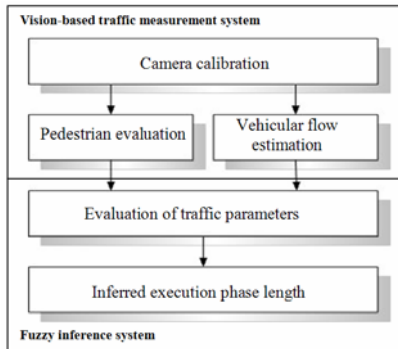 Vision-based traffic measurement system
Camera calibration
Pedestrian evaluation
Vehicular flow
estimation
Evaluation of traffic parameters
Inferred execution phase length
Fuzzy inference system